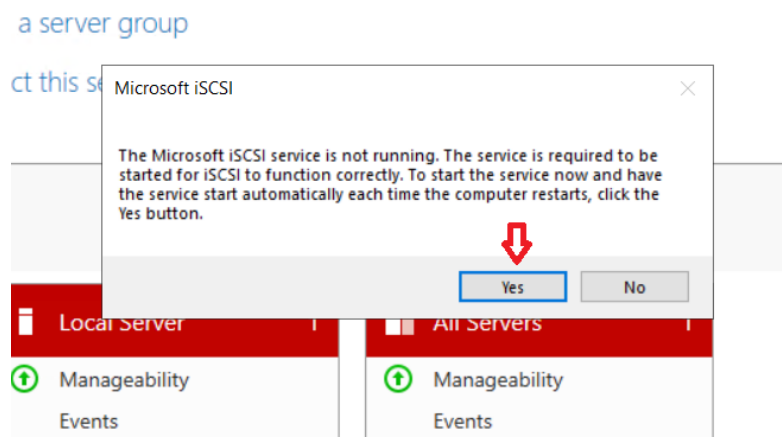 a server group
ct this se
Microsoft iSCSI
The Microsoft iSCSI service is not running. The service is required to be
started for iSCSI to function correctly. To start the service now and have
the service start automatically each time the computer restarts, click the
Yes button.
Yes No
Local Server 1 All Servers 1
Manageability Manageability
Events Events